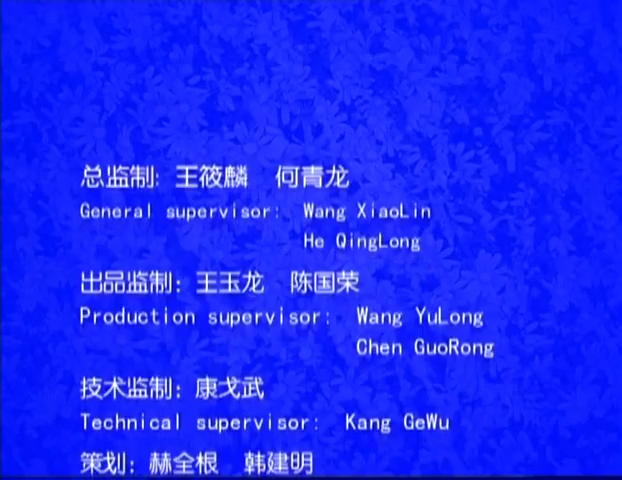 总监制: 王筱麟 何青龙
General supervisor: Wang XiaoLin
He QingLong
出品监制: 王玉龙 陈国荣
Production supervisor: Wang YuLong
Chen GuoRong
技术监制: 康戈武
Technical supervisor: Kang GeWu
策划: 赫全根 韩建明